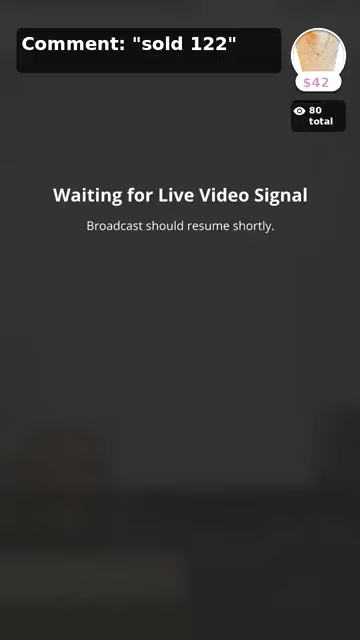 Comment: "sold 122"
$42
80
total
Waiting for Live Video Signal
Broadcast should resume shortly.